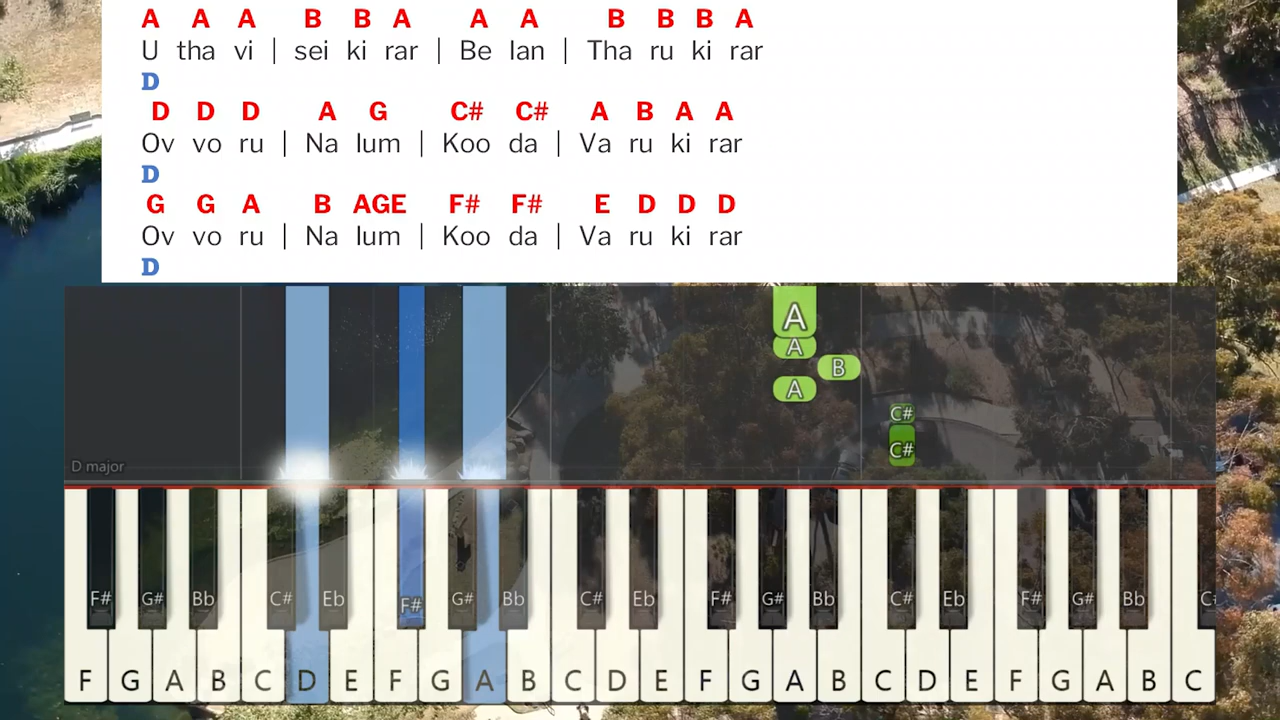 A A A B B A A A B B B A
U tha vi | sei ki rar | Be lan | Tha ru ki rar
D
D D D A G C# C# A B A A
Ov vo ru | Na lum | Koo da | Va ru ki rar
D
G G A B AGE F# F# E D D D
Ov vo ru | Na lum | Koo da | Va ru ki rar
D
A
A
B
A
C#
C#
D major
F# G# Bb C# Eb F# G# Bb C# Eb F# G# Bb C# Eb F# G# Bb C
F G A B C D E F G A B C D E F G A B C D E F G A B C